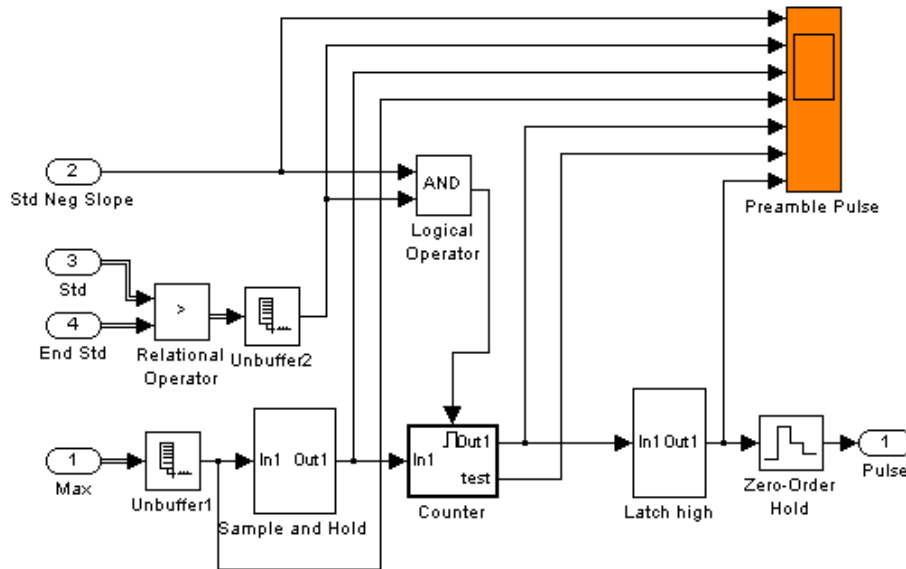 2
Std Neg Slope
AND
Logical
Operator
Preamble Pulse
3
Std
4
End Std
>
Relational
Operator
Unbuffer2
1
Max
Unbuffer1
In1 Out1
Sample and Hold
In1
Out1
test
Counter
In1 Out1
Latch high
Zero-Order
Hold
1
Pulse